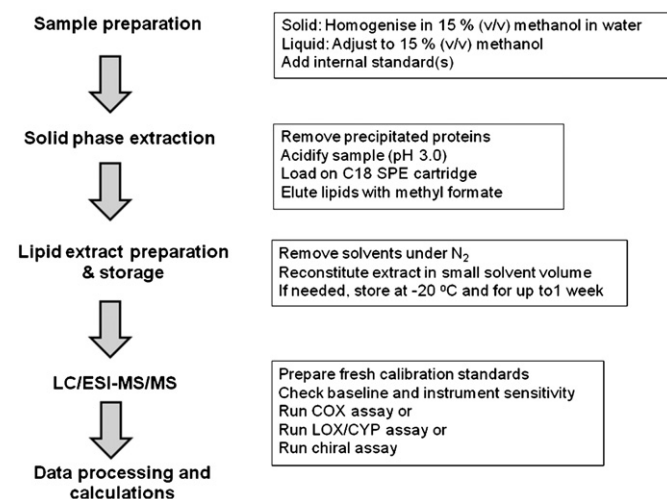 Sample preparation
Solid: Homogenise in 15 % (v/v) methanol in water
Liquid: Adjust to 15 % (v/v) methanol
Add internal standard(s)
Solid phase extraction
Remove precipitated proteins
Acidify sample (pH 3.0)
Load on C18 SPE cartridge
Elute lipids with methyl formate
Lipid extract preparation
& storage
Remove solvents under N₂
Reconstitute extract in small solvent volume
If needed, store at -20 ºC and for up to1 week
LC/ESI-MS/MS
Prepare fresh calibration standards
Check baseline and instrument sensitivity
Run COX assay or
Run LOX/CYP assay or
Run chiral assay
Data processing and
calculations